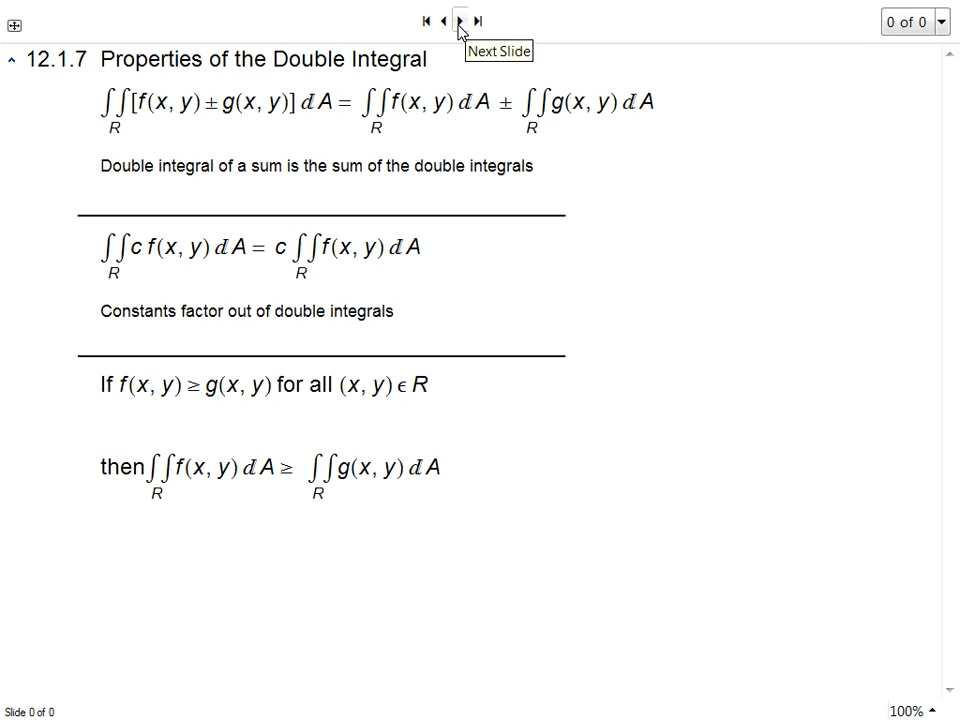 0 of 0
Next Slide
12.1.7 Properties of the Double Integral
∫∫[f(x, y) ± g(x, y)] ⅆA = ∫∫f(x, y) ⅆA ± ∫∫g(x, y) ⅆA
R R R
Double integral of a sum is the sum of the double integrals
∫∫c f(x, y) ⅆA = c ∫∫f(x, y) ⅆA
R R
Constants factor out of double integrals
If f(x, y) ≥ g(x, y) for all (x, y) ϵ R
then ∫∫f(x, y) ⅆA ≥ ∫∫g(x, y) ⅆA
R R
Slide 0 of 0
100%